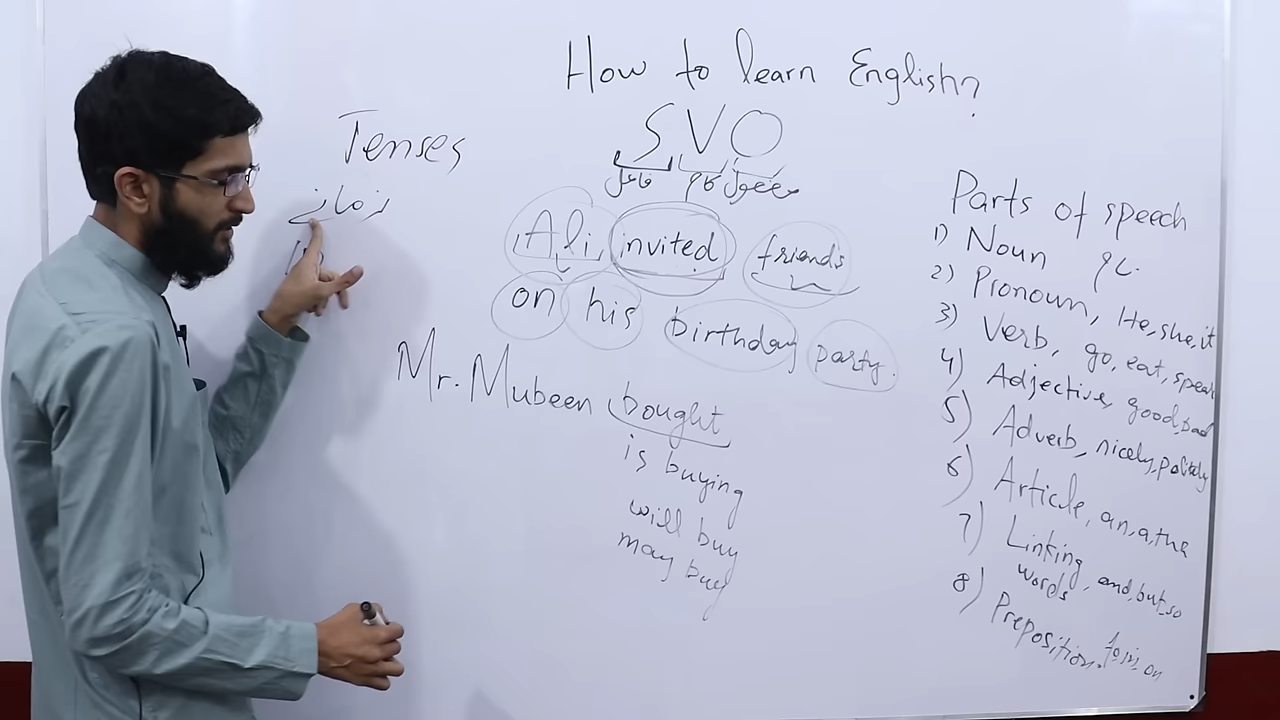 How to learn English?
Tenses
زمانے
SVO
فاعل کام مفعول
Ali invited friends
on his birthday party.
Mr. Mubeen bought
is buying
will buy
may buy
Parts of speech
1) Noun
2) Pronoun, He, she, it
3) Verb, go, eat, speak
4) Adjective, good, bad
5) Adverb, nicely, politely
6) Article, an, a, the
7) Linking words, and, but, so
8) Preposition. to, in, on